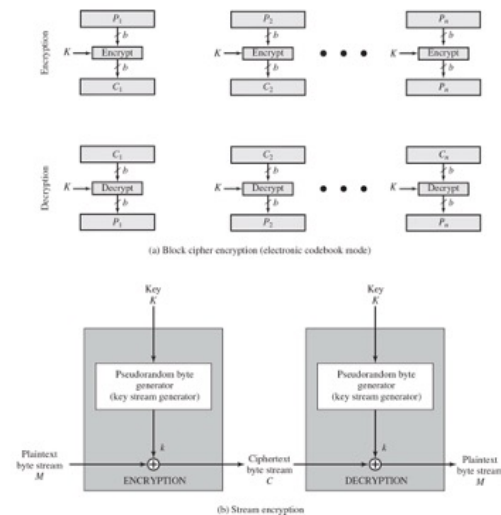 Encryption
P1 P2 Pn
b b b
K Encrypt K Encrypt K Encrypt
b b b
C1 C2 Pn
Decryption
C1 C2 Cn
b b b
K Decrypt K Decrypt K Decrypt
b b b
P1 P2 Pn
(a) Block cipher encryption (electronic codebook mode)
Key Key
K K
Pseudorandom byte Pseudorandom byte
generator generator
(key stream generator) (key stream generator)
k k
Plaintext
byte stream
M
ENCRYPTION
Ciphertext
byte stream
C
DECRYPTION
Plaintext
byte stream
M
(b) Stream encryption